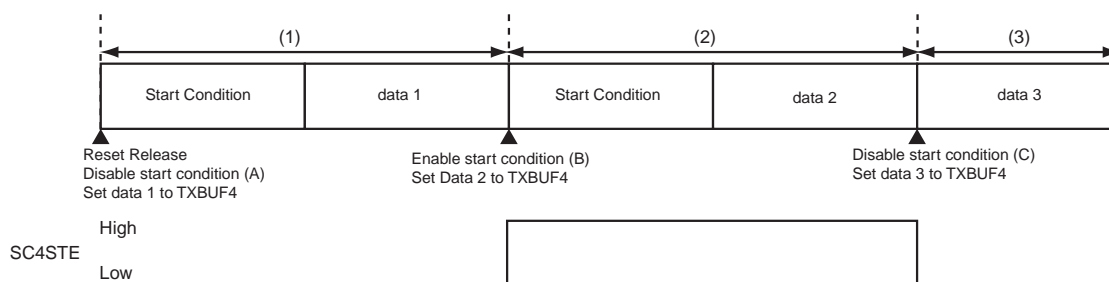 (1)
(2)
(3)
Start Condition
data 1
Start Condition
data 2
data 3
Reset Release
Disable start condition (A)
Set data 1 to TXBUF4
Enable start condition (B)
Set Data 2 to TXBUF4
Disable start condition (C)
Set data 3 to TXBUF4
High
SC4STE
Low